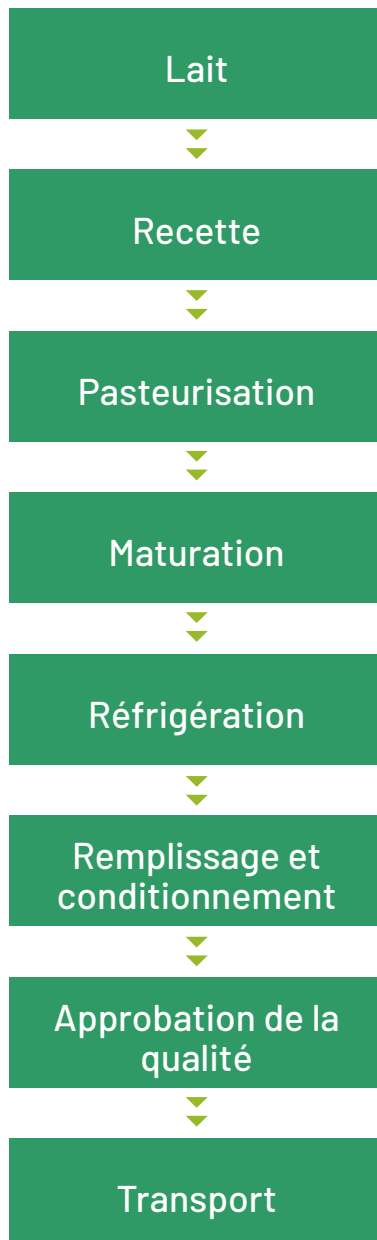 Lait
Recette
Pasteurisation
Maturation
Réfrigération
Remplissage et
conditionnement
Approbation de la
qualité
Transport